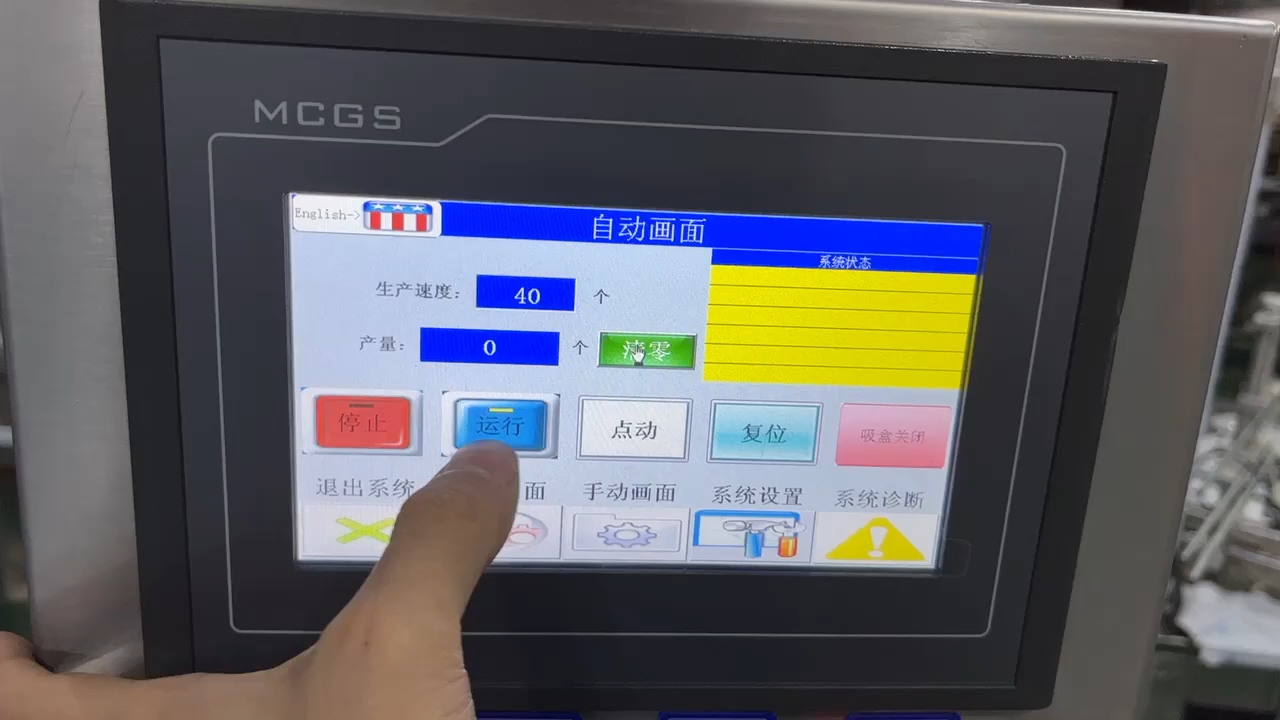 MCGS
English->
自动画面
系统状态
生产速度： 40 个
产量： 0 个 清零
停止 运行 点动 复位 吸盒关闭
退出系统 面 手动画面 系统设置 系统诊断